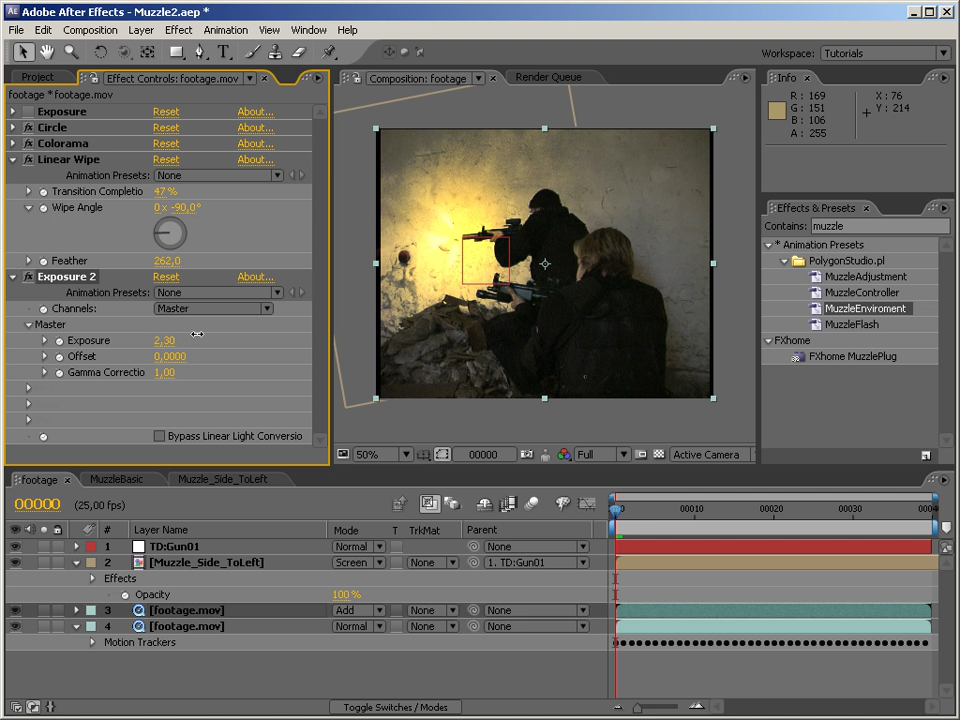 Adobe After Effects - Muzzle2.aep *
File Edit Composition Layer Effect Animation View Window Help
Workspace: Tutorials
Project Effect Controls: footage.mov
footage * footage.mov
Exposure Reset About...
Circle Reset About...
Colorama Reset About...
Linear Wipe Reset About...
Animation Presets: None
Transition Completio 47 %
Wipe Angle 0 x -90,0°
Feather 262,0
Exposure 2 Reset About...
Animation Presets: None
Channels: Master
Master
Exposure 2,30
Offset 0,0000
Gamma Correctio 1,00
Bypass Linear Light Conversio
Composition: footage Render Queue
50% 00000 Full Active Camera
Info
R : 169
G : 151
B : 106
A : 255
X : 76
Y : 214
Effects & Presets
Contains: muzzle
* Animation Presets
PolygonStudio.pl
MuzzleAdjustment
MuzzleController
MuzzleEnviroment
MuzzleFlash
FXhome
FXhome MuzzlePlug
footage MuzzleBasic Muzzle_Side_ToLeft
00000 (25,00 fps)
00010 00020 00030 0004
# Layer Name Mode T TrkMat Parent
1 TD:Gun01 Normal None
2 [Muzzle_Side_ToLeft] Screen None 1. TD:Gun01
Effects
Opacity 100 %
3 [footage.mov] Add None None
4 [footage.mov] Normal None None
Motion Trackers
Toggle Switches / Modes